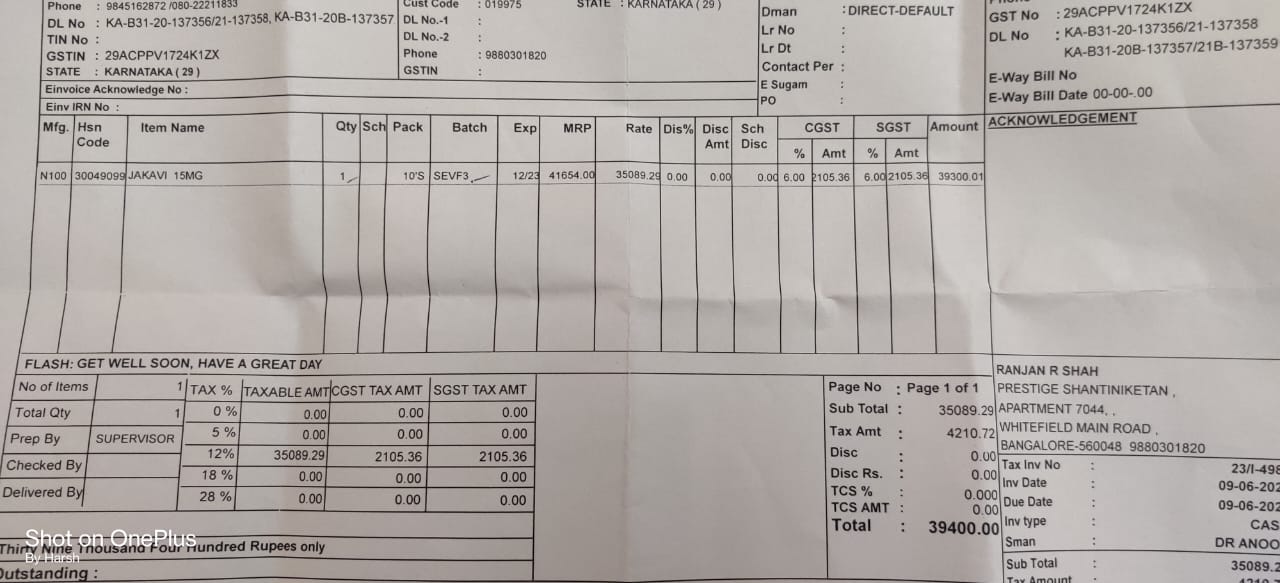 Phone : 9845162872 /080-22211833
DL No : KA-B31-20-137356/21-137358, KA-B31-20B-137357
TIN No :
GSTIN : 29ACPPV1724K1ZX
STATE : KARNATAKA ( 29 )
Cust Code : 019975 STATE : KARNATAKA ( 29 )
DL No.-1 :
DL No.-2 :
Phone : 9880301820
GSTIN :
Dman : DIRECT-DEFAULT
Lr No :
Lr Dt :
Contact Per :
E Sugam :
PO :
GST No : 29ACPPV1724K1ZX
DL No : KA-B31-20-137356/21-137358
KA-B31-20B-137357/21B-137359
E-Way Bill No
E-Way Bill Date 00-00-.00
Einvoice Acknowledge No :
Einv IRN No :
ACKNOWLEDGEMENT
Mfg. Hsn Code Item Name Qty Sch Pack Batch Exp MRP Rate Dis% Disc Amt Sch Disc CGST % Amt SGST % Amt Amount
N100 30049099 JAKAVI 15MG 1 10'S SEVF3 12/23 41654.00 35089.29 0.00 0.00 0.00 6.00 2105.36 6.00 2105.36 39300.01
FLASH: GET WELL SOON, HAVE A GREAT DAY
No of Items 1
Total Qty 1
Prep By SUPERVISOR
Checked By
Delivered By
TAX % TAXABLE AMT CGST TAX AMT SGST TAX AMT
0 % 0.00 0.00 0.00
5 % 0.00 0.00 0.00
12% 35089.29 2105.36 2105.36
18 % 0.00 0.00 0.00
28 % 0.00 0.00 0.00
Page No : Page 1 of 1
Sub Total : 35089.29
Tax Amt : 4210.72
Disc : 0.00
Disc Rs. : 0.00
TCS % : 0.000
TCS AMT : 0.00
Total : 39400.00
RANJAN R SHAH
PRESTIGE SHANTINIKETAN ,
APARTMENT 7044, ,
WHITEFIELD MAIN ROAD ,
BANGALORE-560048 9880301820
Tax Inv No : 23/I-498
Inv Date : 09-06-202
Due Date : 09-06-202
Inv type : CAS
Sman : DR ANOO
Sub Total : 35089.2
Tax Amount :
Thirty Nine Thousand Four Hundred Rupees only
Outstanding :
Shot on OnePlus
By Harsh